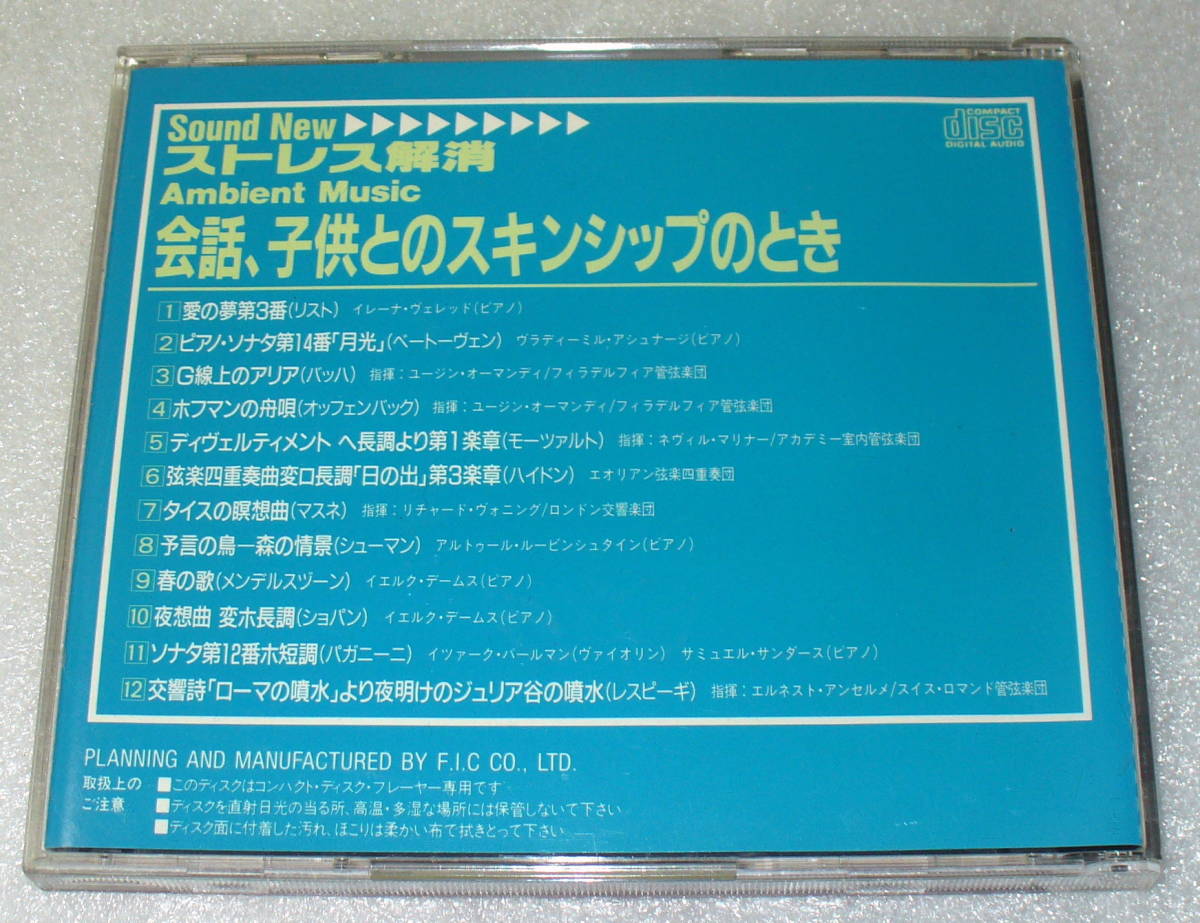 Sound New
COMPACT
disc
DIGITAL AUDIO
ストレス解消
Ambient Music
会話、子供とのスキンシップのとき
1 愛の夢第3番(リスト) イレーナ・ヴェレッド(ピアノ)
2 ピアノ・ソナタ第14番「月光」(ベートーヴェン) ヴラディーミル・アシュナージ(ピアノ)
3 G線上のアリア(バッハ) 指揮:ユージン・オーマンディ/フィラデルフィア管弦楽団
4 ホフマンの舟唄(オッフェンバック) 指揮:ユージン・オーマンディ/フィラデルフィア管弦楽団
5 ディヴェルティメント ヘ長調より第1楽章(モーツァルト) 指揮:ネヴィル・マリナー/アカデミー室内管弦楽団
6 弦楽四重奏曲変ロ長調「日の出」第3楽章(ハイドン) エオリアン弦楽四重奏団
7 タイスの瞑想曲(マスネ) 指揮:リチャード・ヴォニング/ロンドン交響楽団
8 予言の鳥ー森の情景(シューマン) アルトゥール・ルービンシュタイン(ピアノ)
9 春の歌(メンデルスゾーン) イエルク・デームス(ピアノ)
10 夜想曲 変ホ長調(ショパン) イエルク・デームス(ピアノ)
11 ソナタ第12番ホ短調(パガニーニ) イツァーク・パールマン(ヴァイオリン) サミュエル・サンダース(ピアノ)
12 交響詩「ローマの噴水」より夜明けのジュリア谷の噴水(レスピーギ) 指揮:エルネスト・アンセルメ/スイス・ロマンド管弦楽団
PLANNING AND MANUFACTURED BY F.I.C CO., LTD.
取扱上の
ご注意
■このディスクはコンパクト・ディスク・プレーヤー専用です
■ディスクを直射日光の当る所、高温・多湿な場所には保管しないで下さい
■ディスク面に付着した汚れ、ほこりは柔かい布で拭きとって下さい